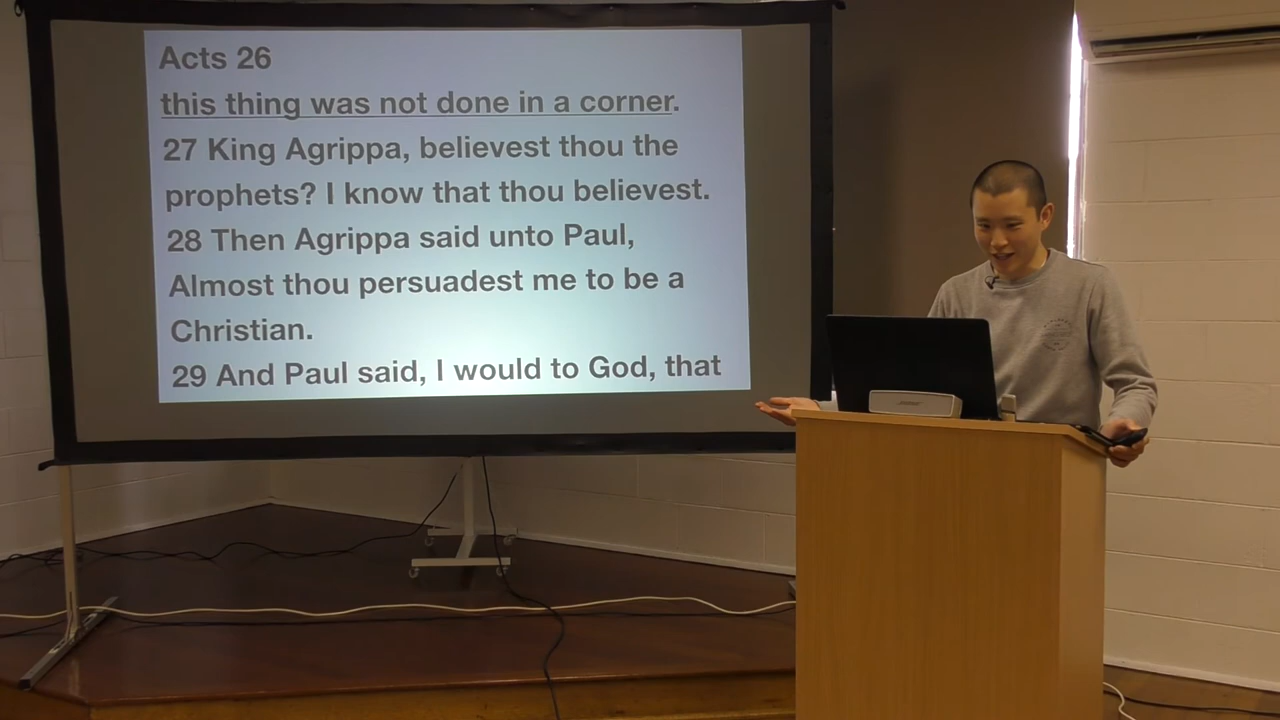 Acts 26
this thing was not done in a corner.
27 King Agrippa, believest thou the
prophets? I know that thou believest.
28 Then Agrippa said unto Paul,
Almost thou persuadest me to be a
Christian.
29 And Paul said, I would to God, that
BOSE